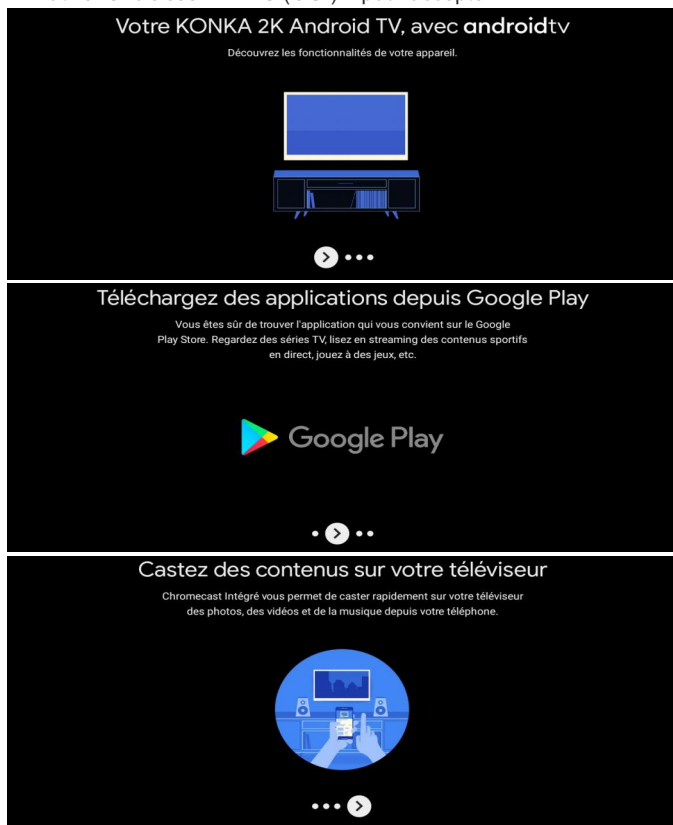 Votre KONKA 2K Android TV, avec androidtv
Découvrez les fonctionnalités de votre appareil.
Téléchargez des applications depuis Google Play
Vous êtes sûr de trouver l'application qui vous convient sur le Google
Play Store. Regardez des séries TV, lisez en streaming des contenus sportifs
en direct, jouez à des jeux, etc.
Google Play
Castez des contenus sur votre téléviseur
Chromecast Intégré vous permet de caster rapidement sur votre téléviseur
des photos, des vidéos et de la musique depuis votre téléphone.